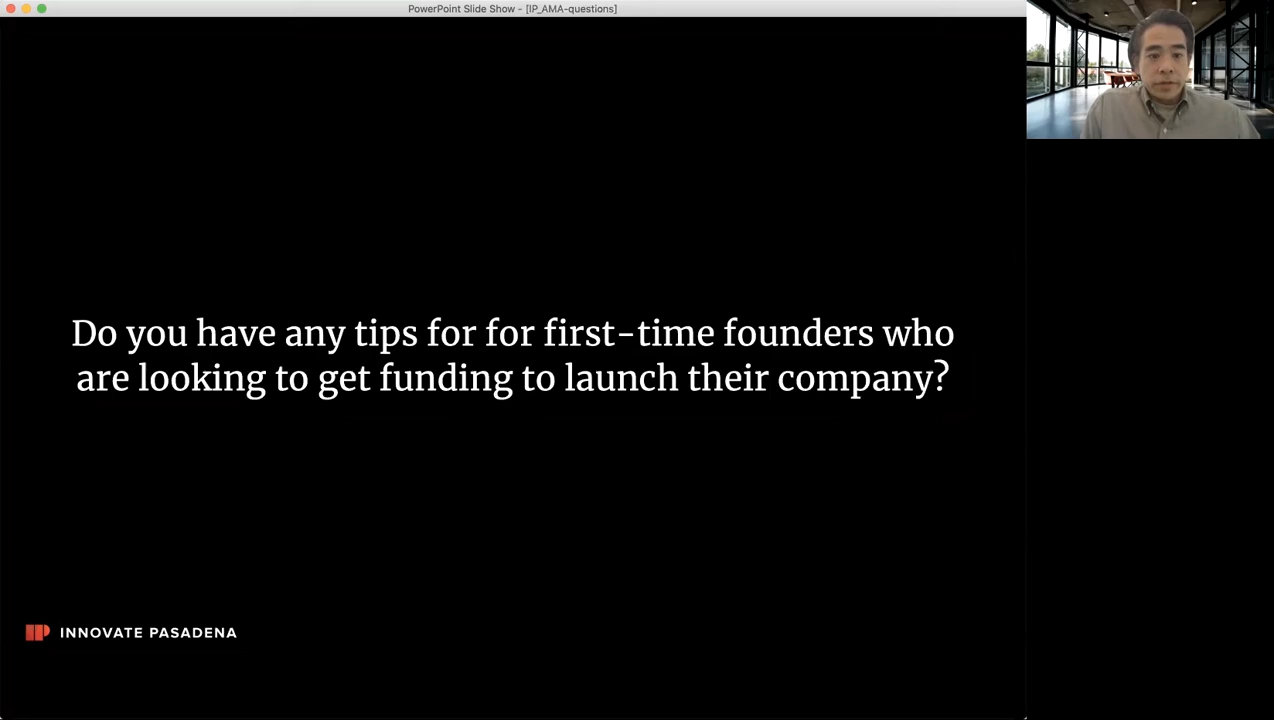 PowerPoint Slide Show - [IP_AMA-questions]
Do you have any tips for for first-time founders who
are looking to get funding to launch their company?
INNOVATE PASADENA